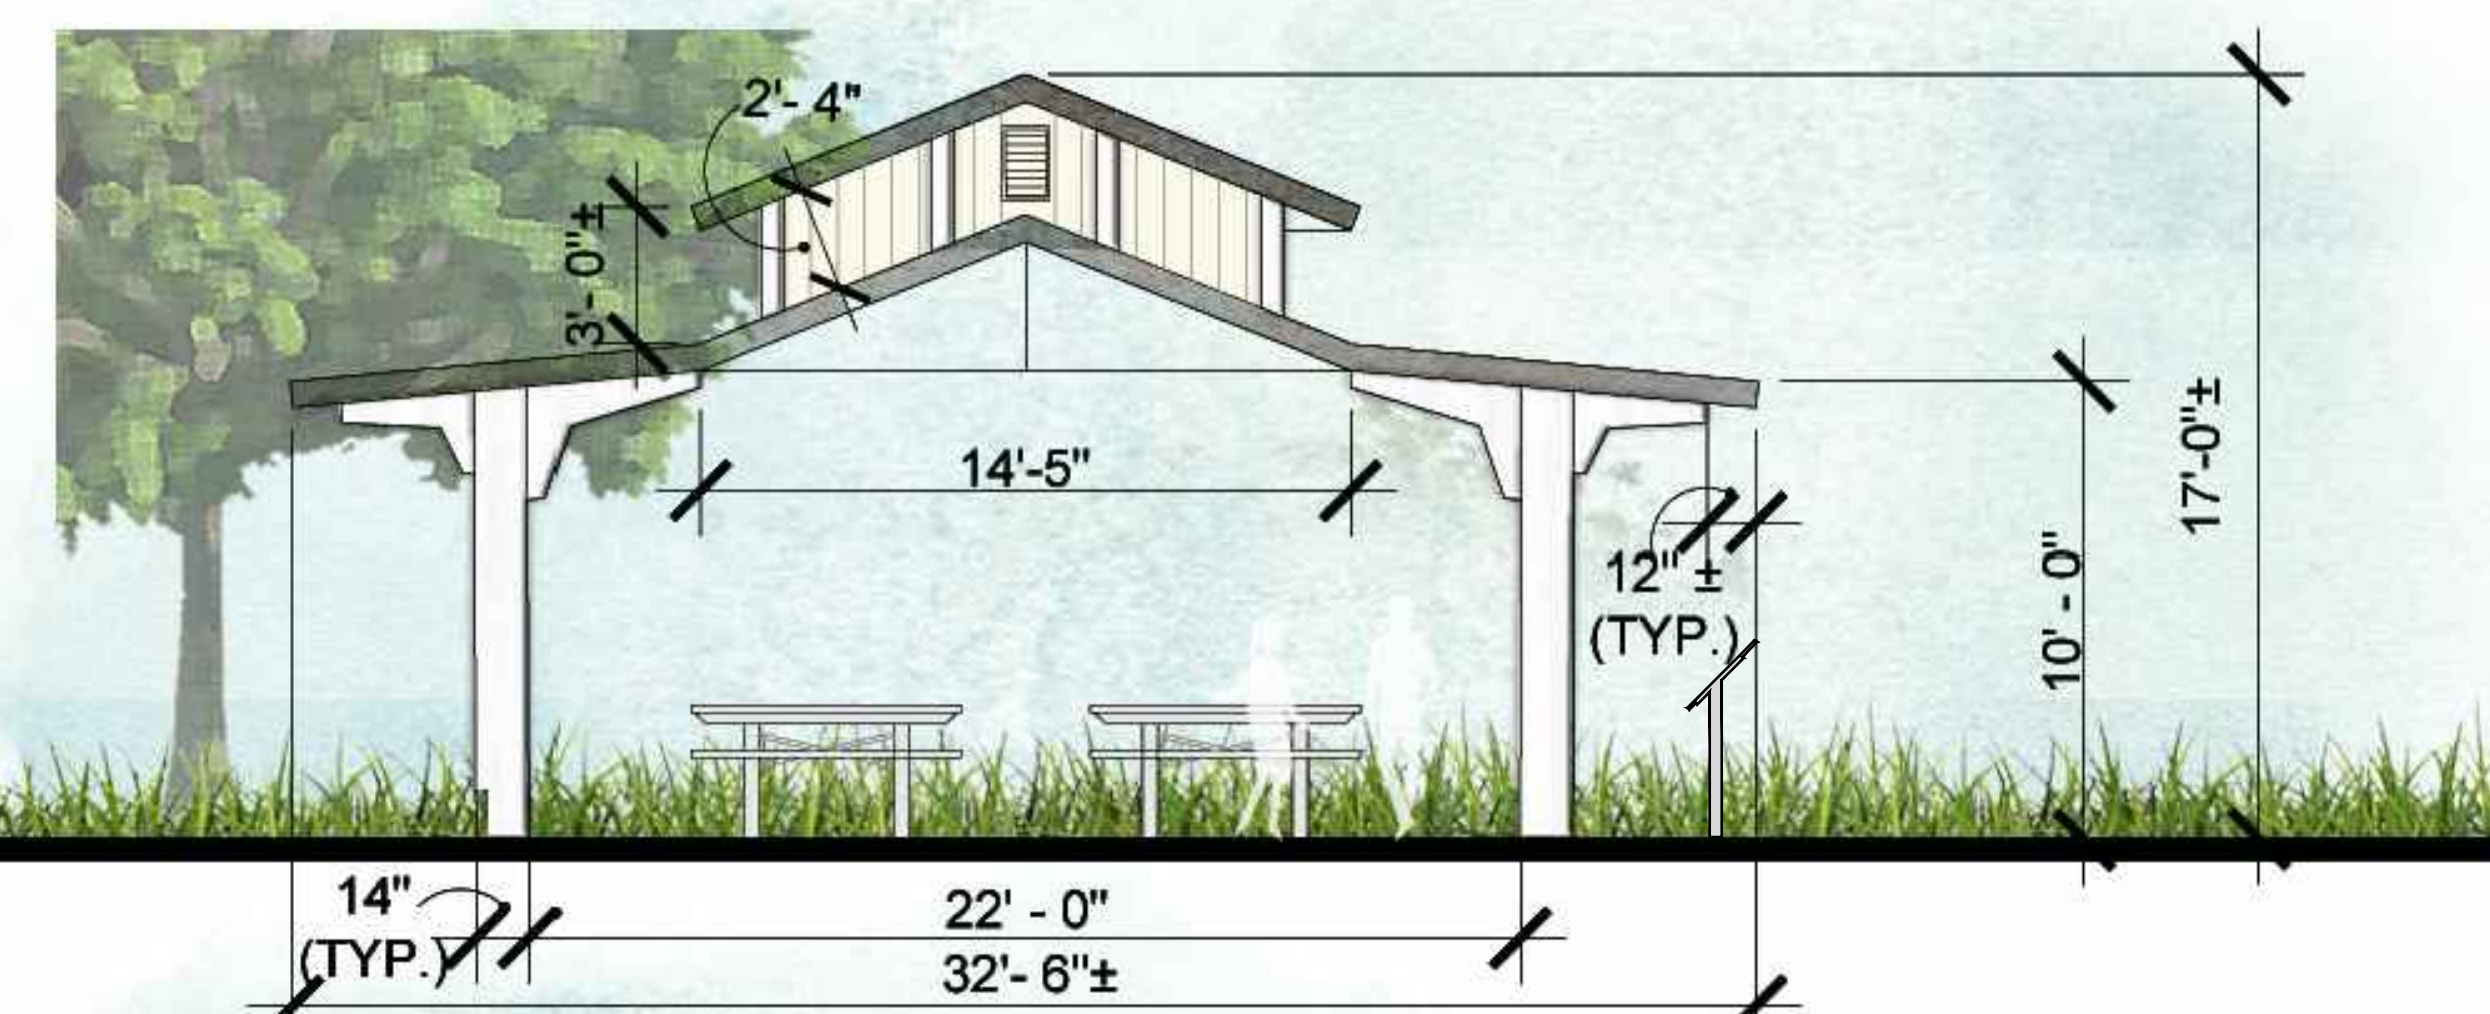 2'- 4"
3'- 0"±
14'-5"
12" ±
(TYP.)
10' - 0"
17'-0"±
14"
(TYP.)
22' - 0"
32'- 6"±